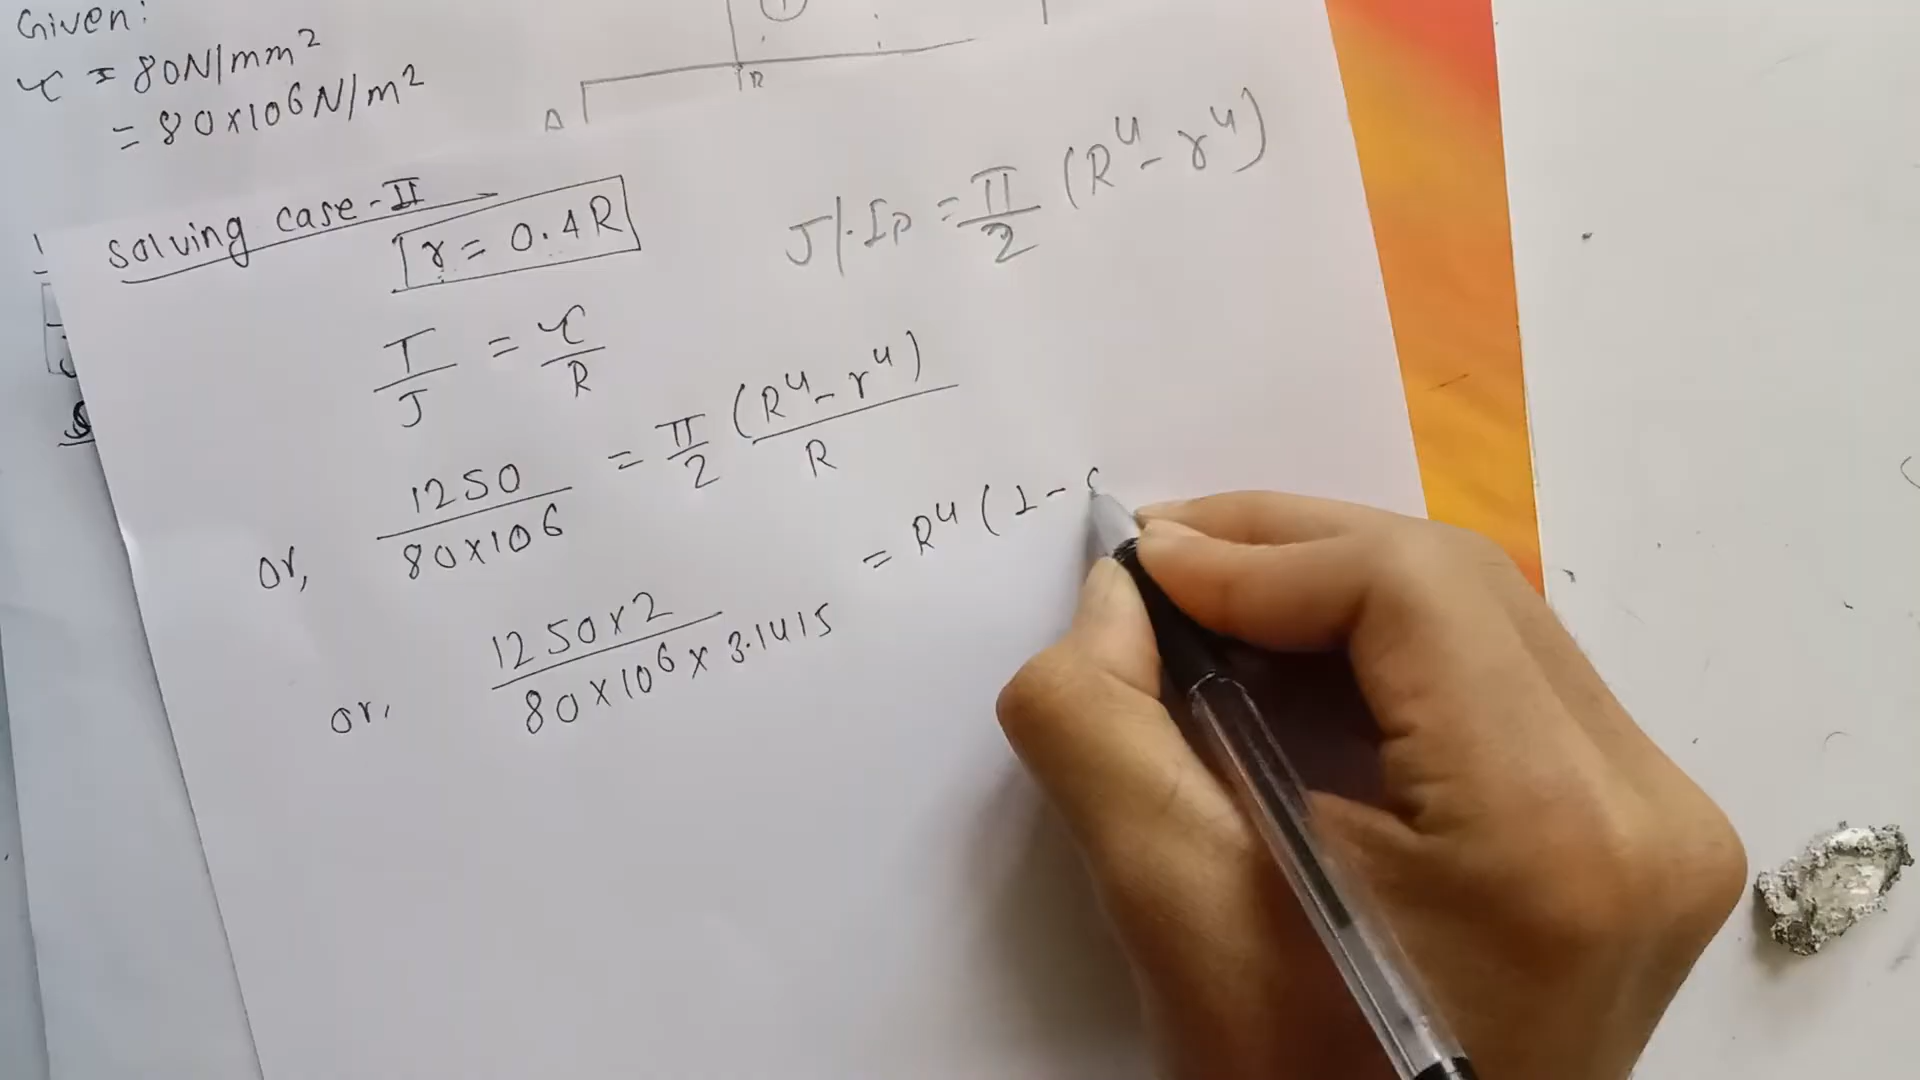 Given:
τ = 80N/mm²
= 80×10⁶N/m²
A
solving case-II
r = 0.4R
J/.Ip = π/2 (R⁴- r⁴)
T/J = τ/R
or, 1250/80×10⁶ = π/2 (R⁴- r⁴)/R
or, 1250×2/80×10⁶×3.1415 = R⁴(1-